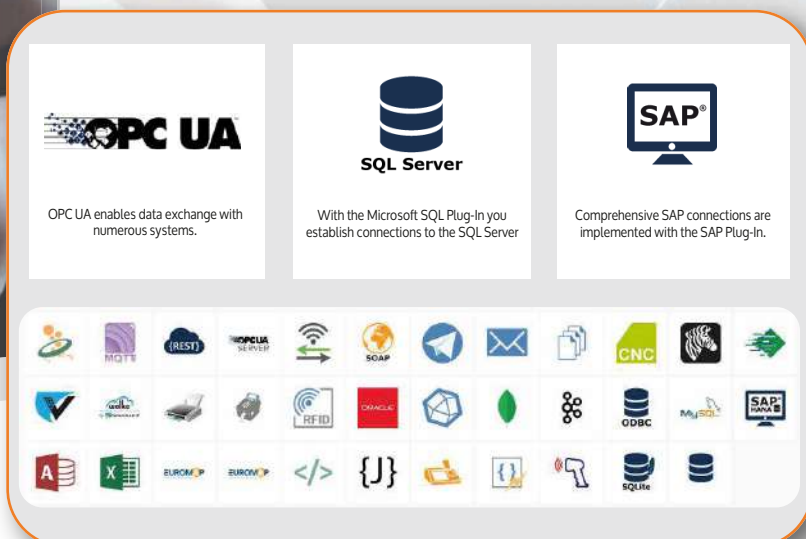 OPC UA
SQL Server
SAP®
OPC UA enables data exchange with
numerous systems.
With the Microsoft SQL Plug-In you
establish connections to the SQL Server
Comprehensive SAP connections are
implemented with the SAP Plug-In.
MQTT
{REST}
OPCUA
SERVER
SOAP
CNC
RFID
ORACLE
ODBC
MySQL
SAP
HANA
A
X
EUROMAP
EUROMAP
</>
{J}
{}
SQLite